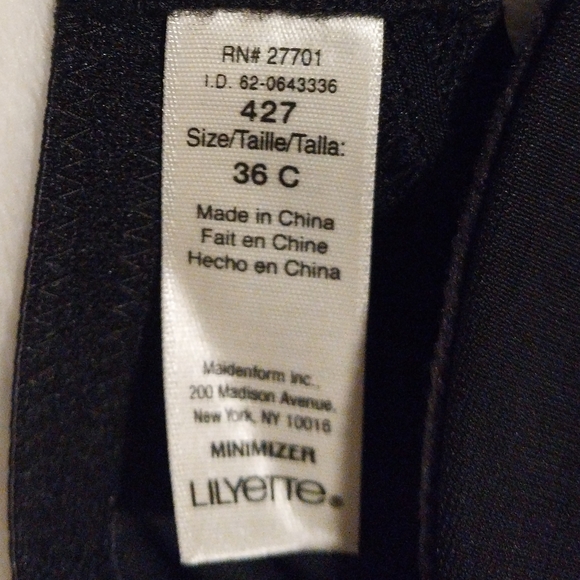 RN# 27701
I.D. 62-0643336
427
Size/Taille/Talla:
36 C
Made in China
Fait en Chine
Hecho en China
Maidenform Inc.,
200 Madison Avenue,
New York, NY 10016
MINIMIZER
LILYETTE®